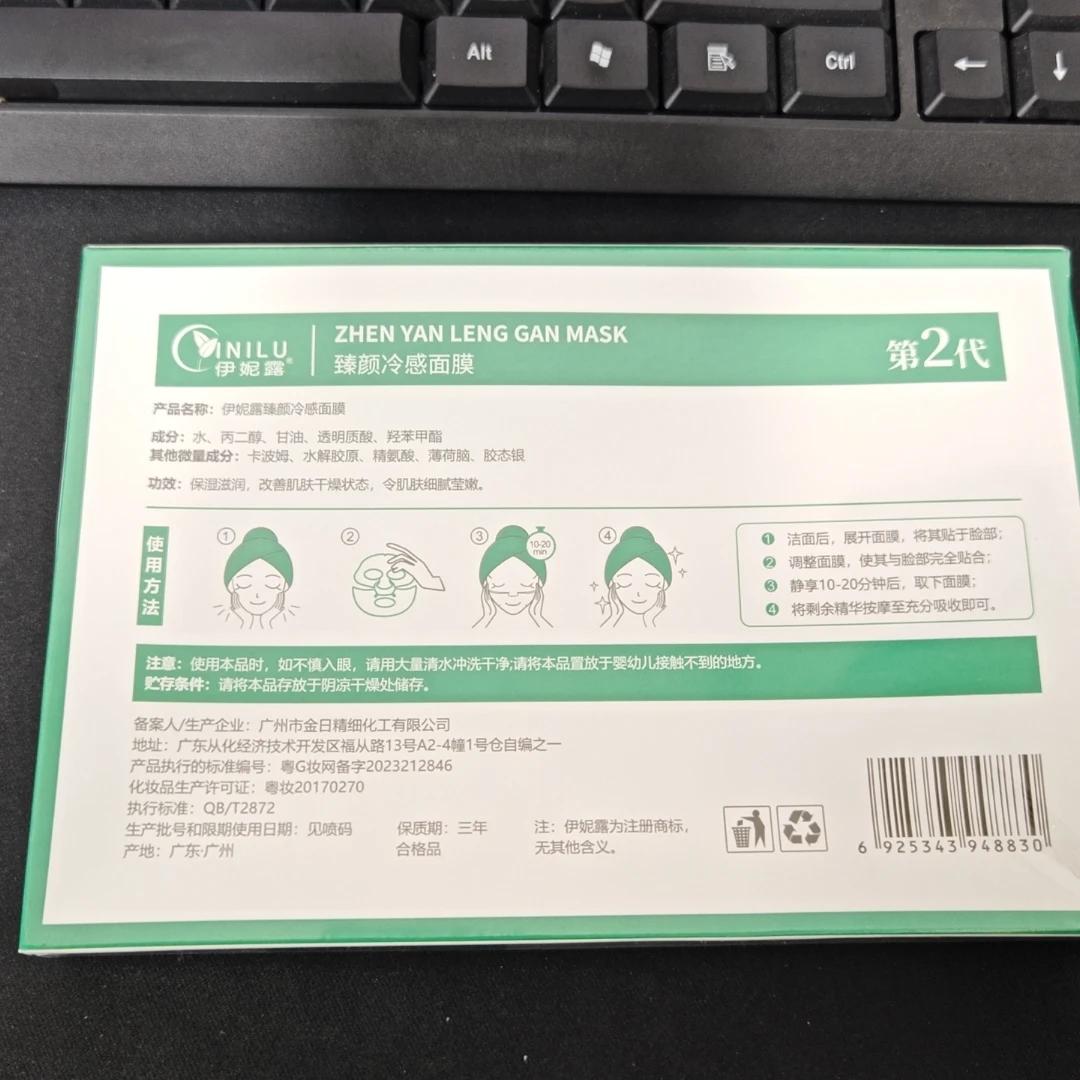 Alt
Ctrl
INILU
伊妮露®
ZHEN YAN LENG GAN MASK
臻颜冷感面膜
第2代
产品名称：伊妮露臻颜冷感面膜
成分：水、丙二醇、甘油、透明质酸、羟苯甲酯
其他微量成分：卡波姆、水解胶原、精氨酸、薄荷脑、胶态银
功效：保湿滋润，改善肌肤干燥状态，令肌肤细腻莹嫩。
使用方法
1
2
3
10-20
min
4
1 洁面后，展开面膜，将其贴于脸部；
2 调整面膜，使其与脸部完全贴合；
3 静享10-20分钟后，取下面膜；
4 将剩余精华按摩至充分吸收即可。
注意：使用本品时，如不慎入眼，请用大量清水冲洗干净;请将本品置放于婴幼儿接触不到的地方。
贮存条件：请将本品存放于阴凉干燥处储存。
备案人/生产企业：广州市金日精细化工有限公司
地址：广东从化经济技术开发区福从路13号A2-4幢1号仓自编之一
产品执行的标准编号：粤G妆网备字2023212846
化妆品生产许可证：粤妆20170270
执行标准：QB/T2872
生产批号和限期使用日期：见喷码 保质期：三年
产地：广东·广州 合格品
注：伊妮露为注册商标，
无其他含义。
6 925343 948830